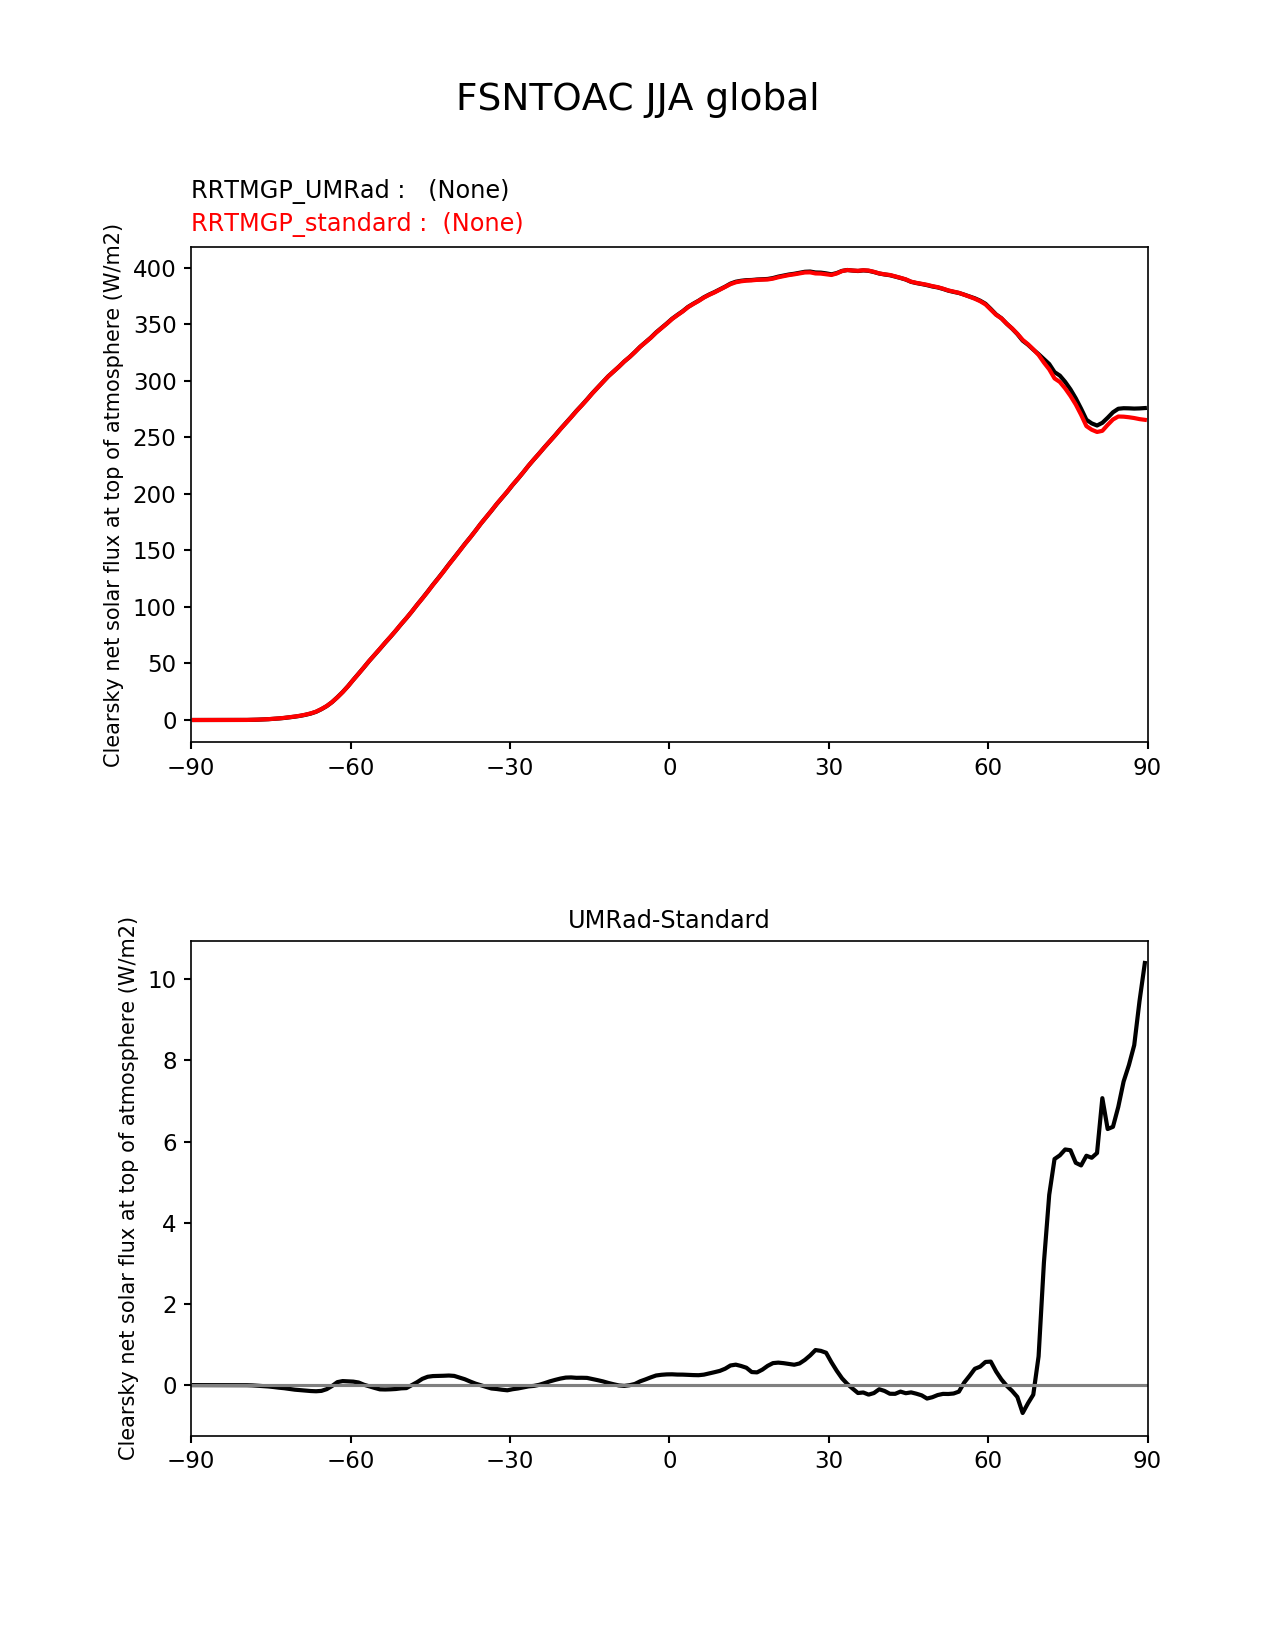 FSNTOAC JJA global
RRTMGP_UMRad :   (None)
RRTMGP_standard :  (None)
Clearsky net solar flux at top of atmosphere (W/m2)
400
350
300
250
200
150
100
50
0
−90 −60 −30 0 30 60 90
UMRad-Standard
Clearsky net solar flux at top of atmosphere (W/m2)
10
8
6
4
2
0
−90 −60 −30 0 30 60 90